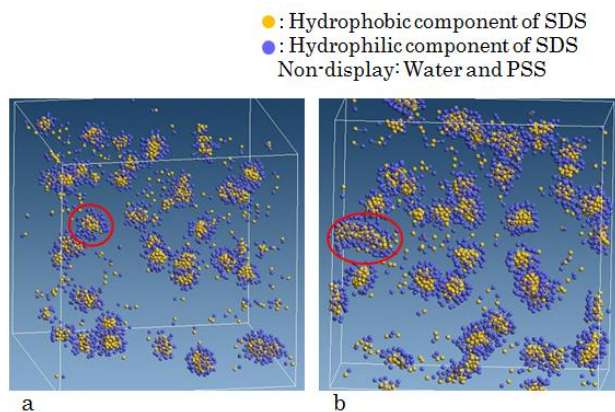 : Hydrophobic component of SDS
: Hydrophilic component of SDS
Non-display: Water and PSS
a
b